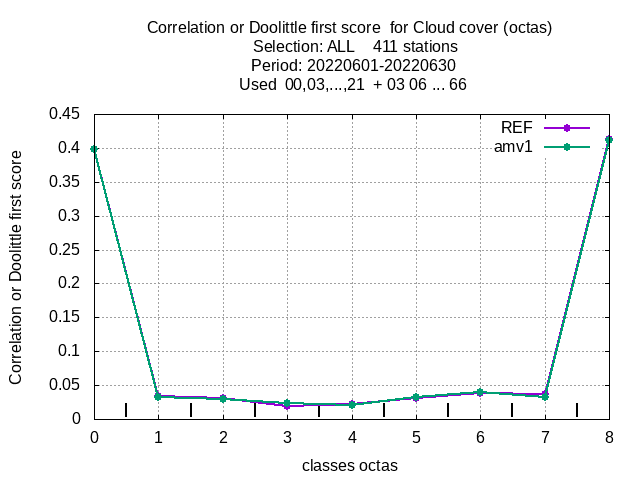 Correlation or Doolittle first score  for Cloud cover (octas)
Selection: ALL    411 stations
Period: 20220601-20220630
Used  00,03,...,21  + 03 06 ... 66
REF
amv1
0.45
0.4
0.35
0.3
0.25
0.2
0.15
0.1
0.05
0
Correlation or Doolittle first score
0 1 2 3 4 5 6 7 8
classes octas